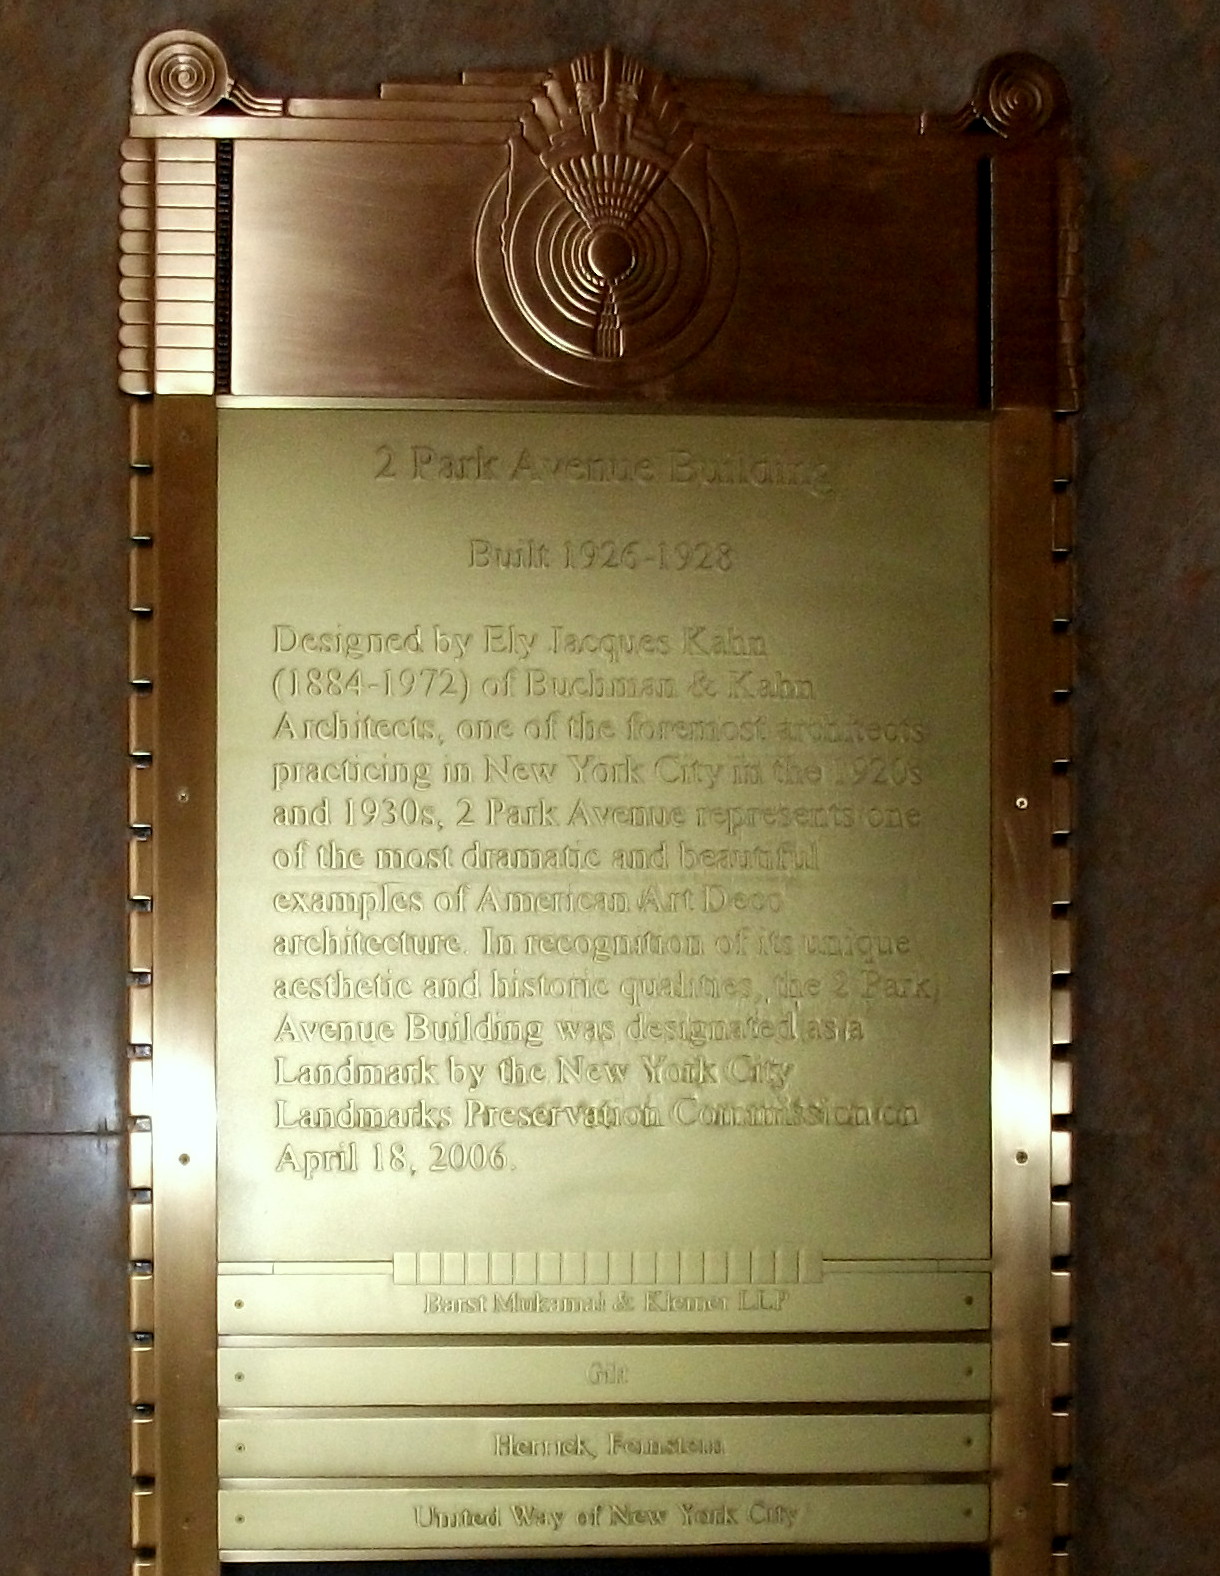 2 Park Avenue Building
Built 1926-1928
Designed by Ely Jacques Kahn
(1884-1972) of Buchman & Kahn
Architects, one of the foremost architects
practicing in New York City in the 1920s
and 1930s, 2 Park Avenue represents one
of the most dramatic and beautiful
examples of American Art Deco
architecture. In recognition of its unique
aesthetic and historic qualities, the 2 Park
Avenue Building was designated as a
Landmark by the New York City
Landmarks Preservation Commission on
April 18, 2006.
Barst Mukamal & Kleiner LLP
Gilt
Herrick, Feinstein
United Way of New York City